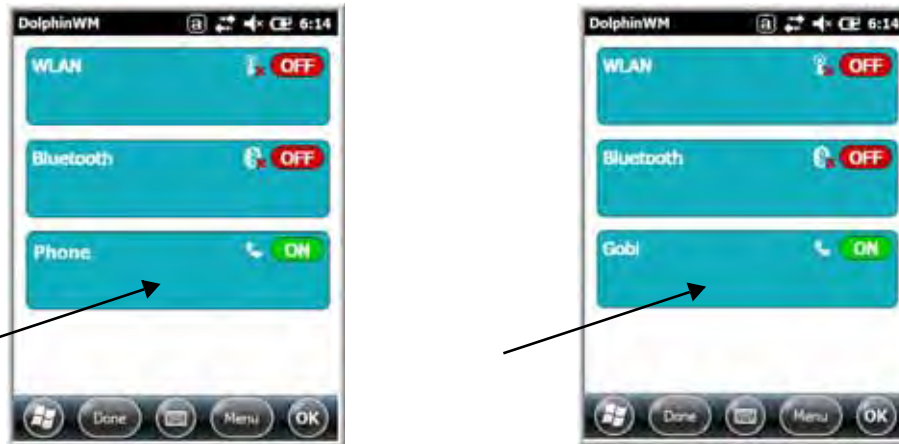 DolphinWM a 6:14
WLAN OFF
Bluetooth OFF
Phone ON
Done Menu OK
DolphinWM a 6:14
WLAN OFF
Bluetooth OFF
Gobi ON
Done Menu OK